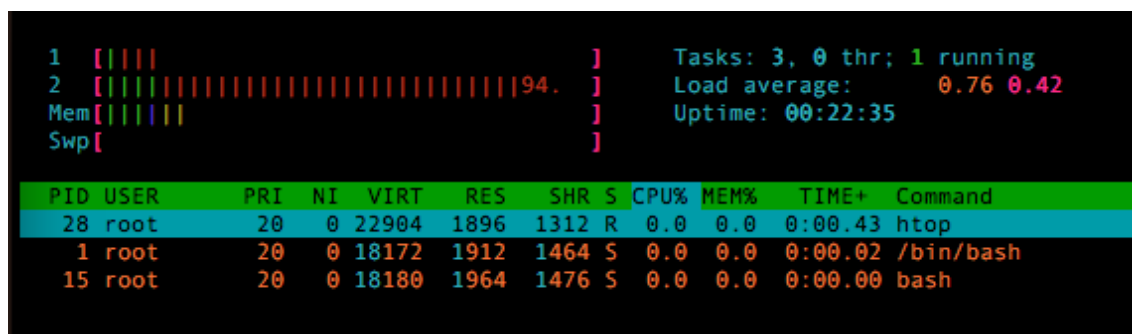 1 [||||                             ]
2 [|||||||||||||||||||||||||||||94. ]
Mem[||||||                          ]
Swp[                                ]
Tasks: 3, 0 thr; 1 running
Load average: 0.76 0.42
Uptime: 00:22:35
PID USER PRI NI VIRT RES SHR S CPU% MEM% TIME+ Command
28 root 20 0 22904 1896 1312 R 0.0 0.0 0:00.43 htop
1 root 20 0 18172 1912 1464 S 0.0 0.0 0:00.02 /bin/bash
15 root 20 0 18180 1964 1476 S 0.0 0.0 0:00.00 bash